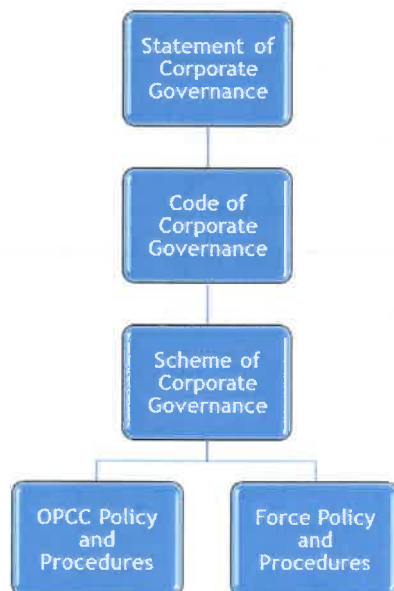 Statement of
Corporate
Governance
Code of
Corporate
Governance
Scheme of
Corporate
Governance
OPCC Policy
and
Procedures
Force Policy
and
Procedures